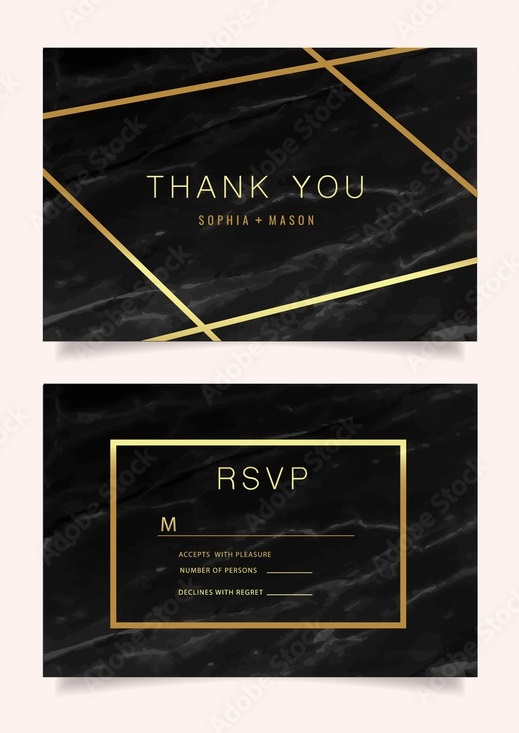 THANK YOU
SOPHIA + MASON
RSVP
M
ACCEPTS WITH PLEASURE
NUMBER OF PERSONS
DECLINES WITH REGRET
Adobe Stock